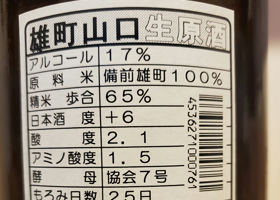 雄町山口生原酒
アルコール 17%
原料米 備前雄町100%
精米歩合 65%
日本酒度 +6
酸度 2.1
アミノ酸度 1.5
酵母 協会7号
もろみ日数 25日
4536271000761